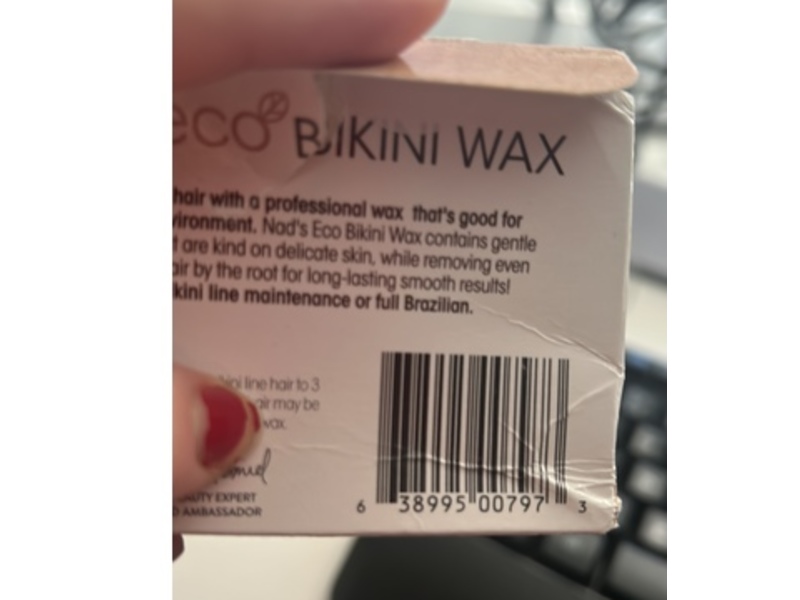 eco BIKINI WAX
hair with a professional wax that's good for
vironment. Nad's Eco Bikini Wax contains gentle
t are kind on delicate skin, while removing even
air by the root for long-lasting smooth results!
kini line maintenance or full Brazilian.
ini line hair to 3
air may be
wax.
AUTY EXPERT
D AMBASSADOR
6 38995 00797 3